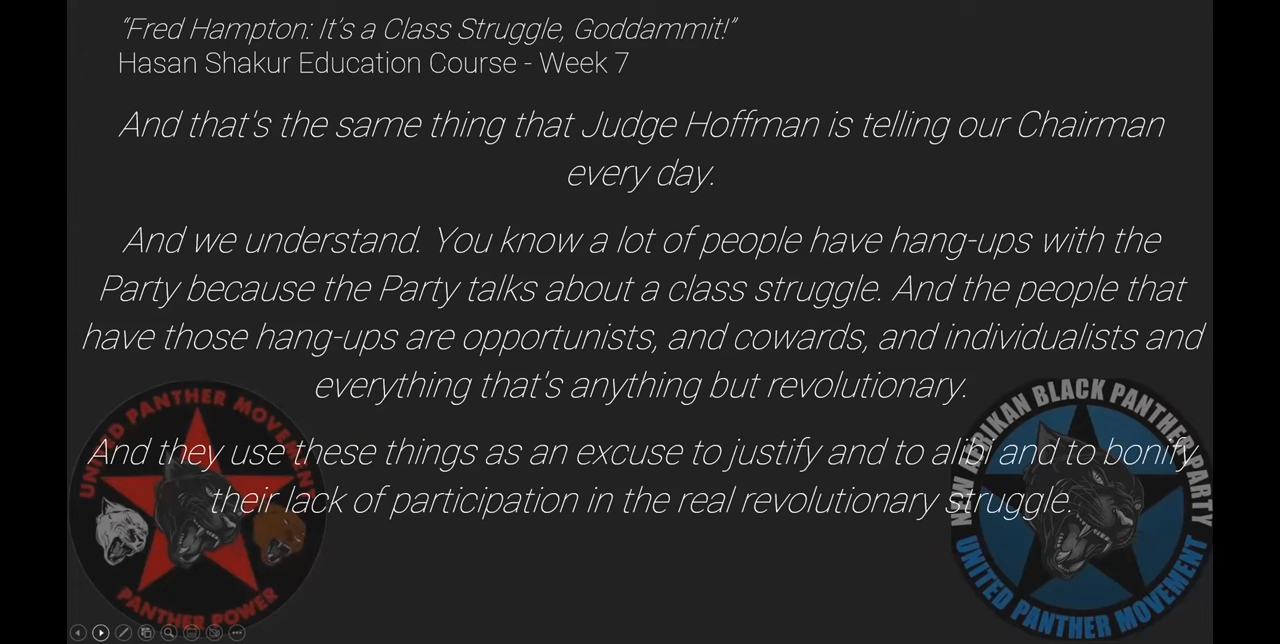 “Fred Hampton: It's a Class Struggle, Goddammit!”
Hasan Shakur Education Course - Week 7
And that's the same thing that Judge Hoffman is telling our Chairman
every day.
And we understand. You know a lot of people have hang-ups with the
Party because the Party talks about a class struggle. And the people that
have those hang-ups are opportunists, and cowards, and individualists and
everything that's anything but revolutionary.
And they use these things as an excuse to justify and to alibi and to bonify
their lack of participation in the real revolutionary struggle.
UNITED PANTHER MOVEMENT
PANTHER POWER
NEW AFRIKAN BLACK PANTHER PARTY
UNITED PANTHER MOVEMENT